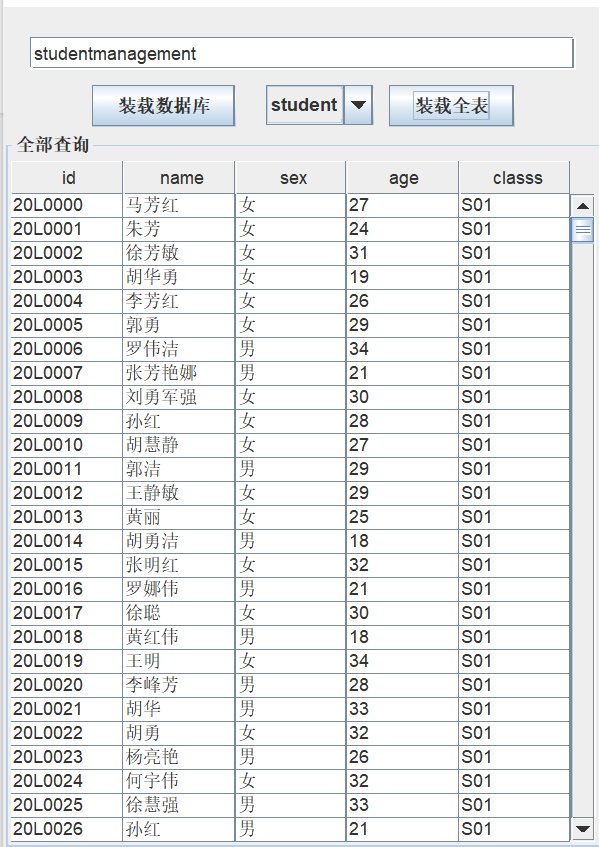 studentmanagement
装载数据库 student 装载全表
全部查询
id name sex age classs
20L0000 马芳红 女 27 S01
20L0001 朱芳 女 24 S01
20L0002 徐芳敏 女 31 S01
20L0003 胡华勇 女 19 S01
20L0004 李芳红 女 26 S01
20L0005 郭勇 女 29 S01
20L0006 罗伟洁 男 34 S01
20L0007 张芳艳娜 男 21 S01
20L0008 刘勇军强 女 30 S01
20L0009 孙红 女 28 S01
20L0010 胡慧静 女 27 S01
20L0011 郭洁 男 29 S01
20L0012 王静敏 女 29 S01
20L0013 黄丽 女 25 S01
20L0014 胡勇洁 男 18 S01
20L0015 张明红 女 32 S01
20L0016 罗娜伟 男 21 S01
20L0017 徐聪 女 30 S01
20L0018 黄红伟 男 18 S01
20L0019 王明 女 34 S01
20L0020 李峰芳 男 28 S01
20L0021 胡华 男 33 S01
20L0022 胡勇 女 32 S01
20L0023 杨亮艳 男 26 S01
20L0024 何宇伟 女 32 S01
20L0025 徐慧强 男 33 S01
20L0026 孙红 男 21 S01